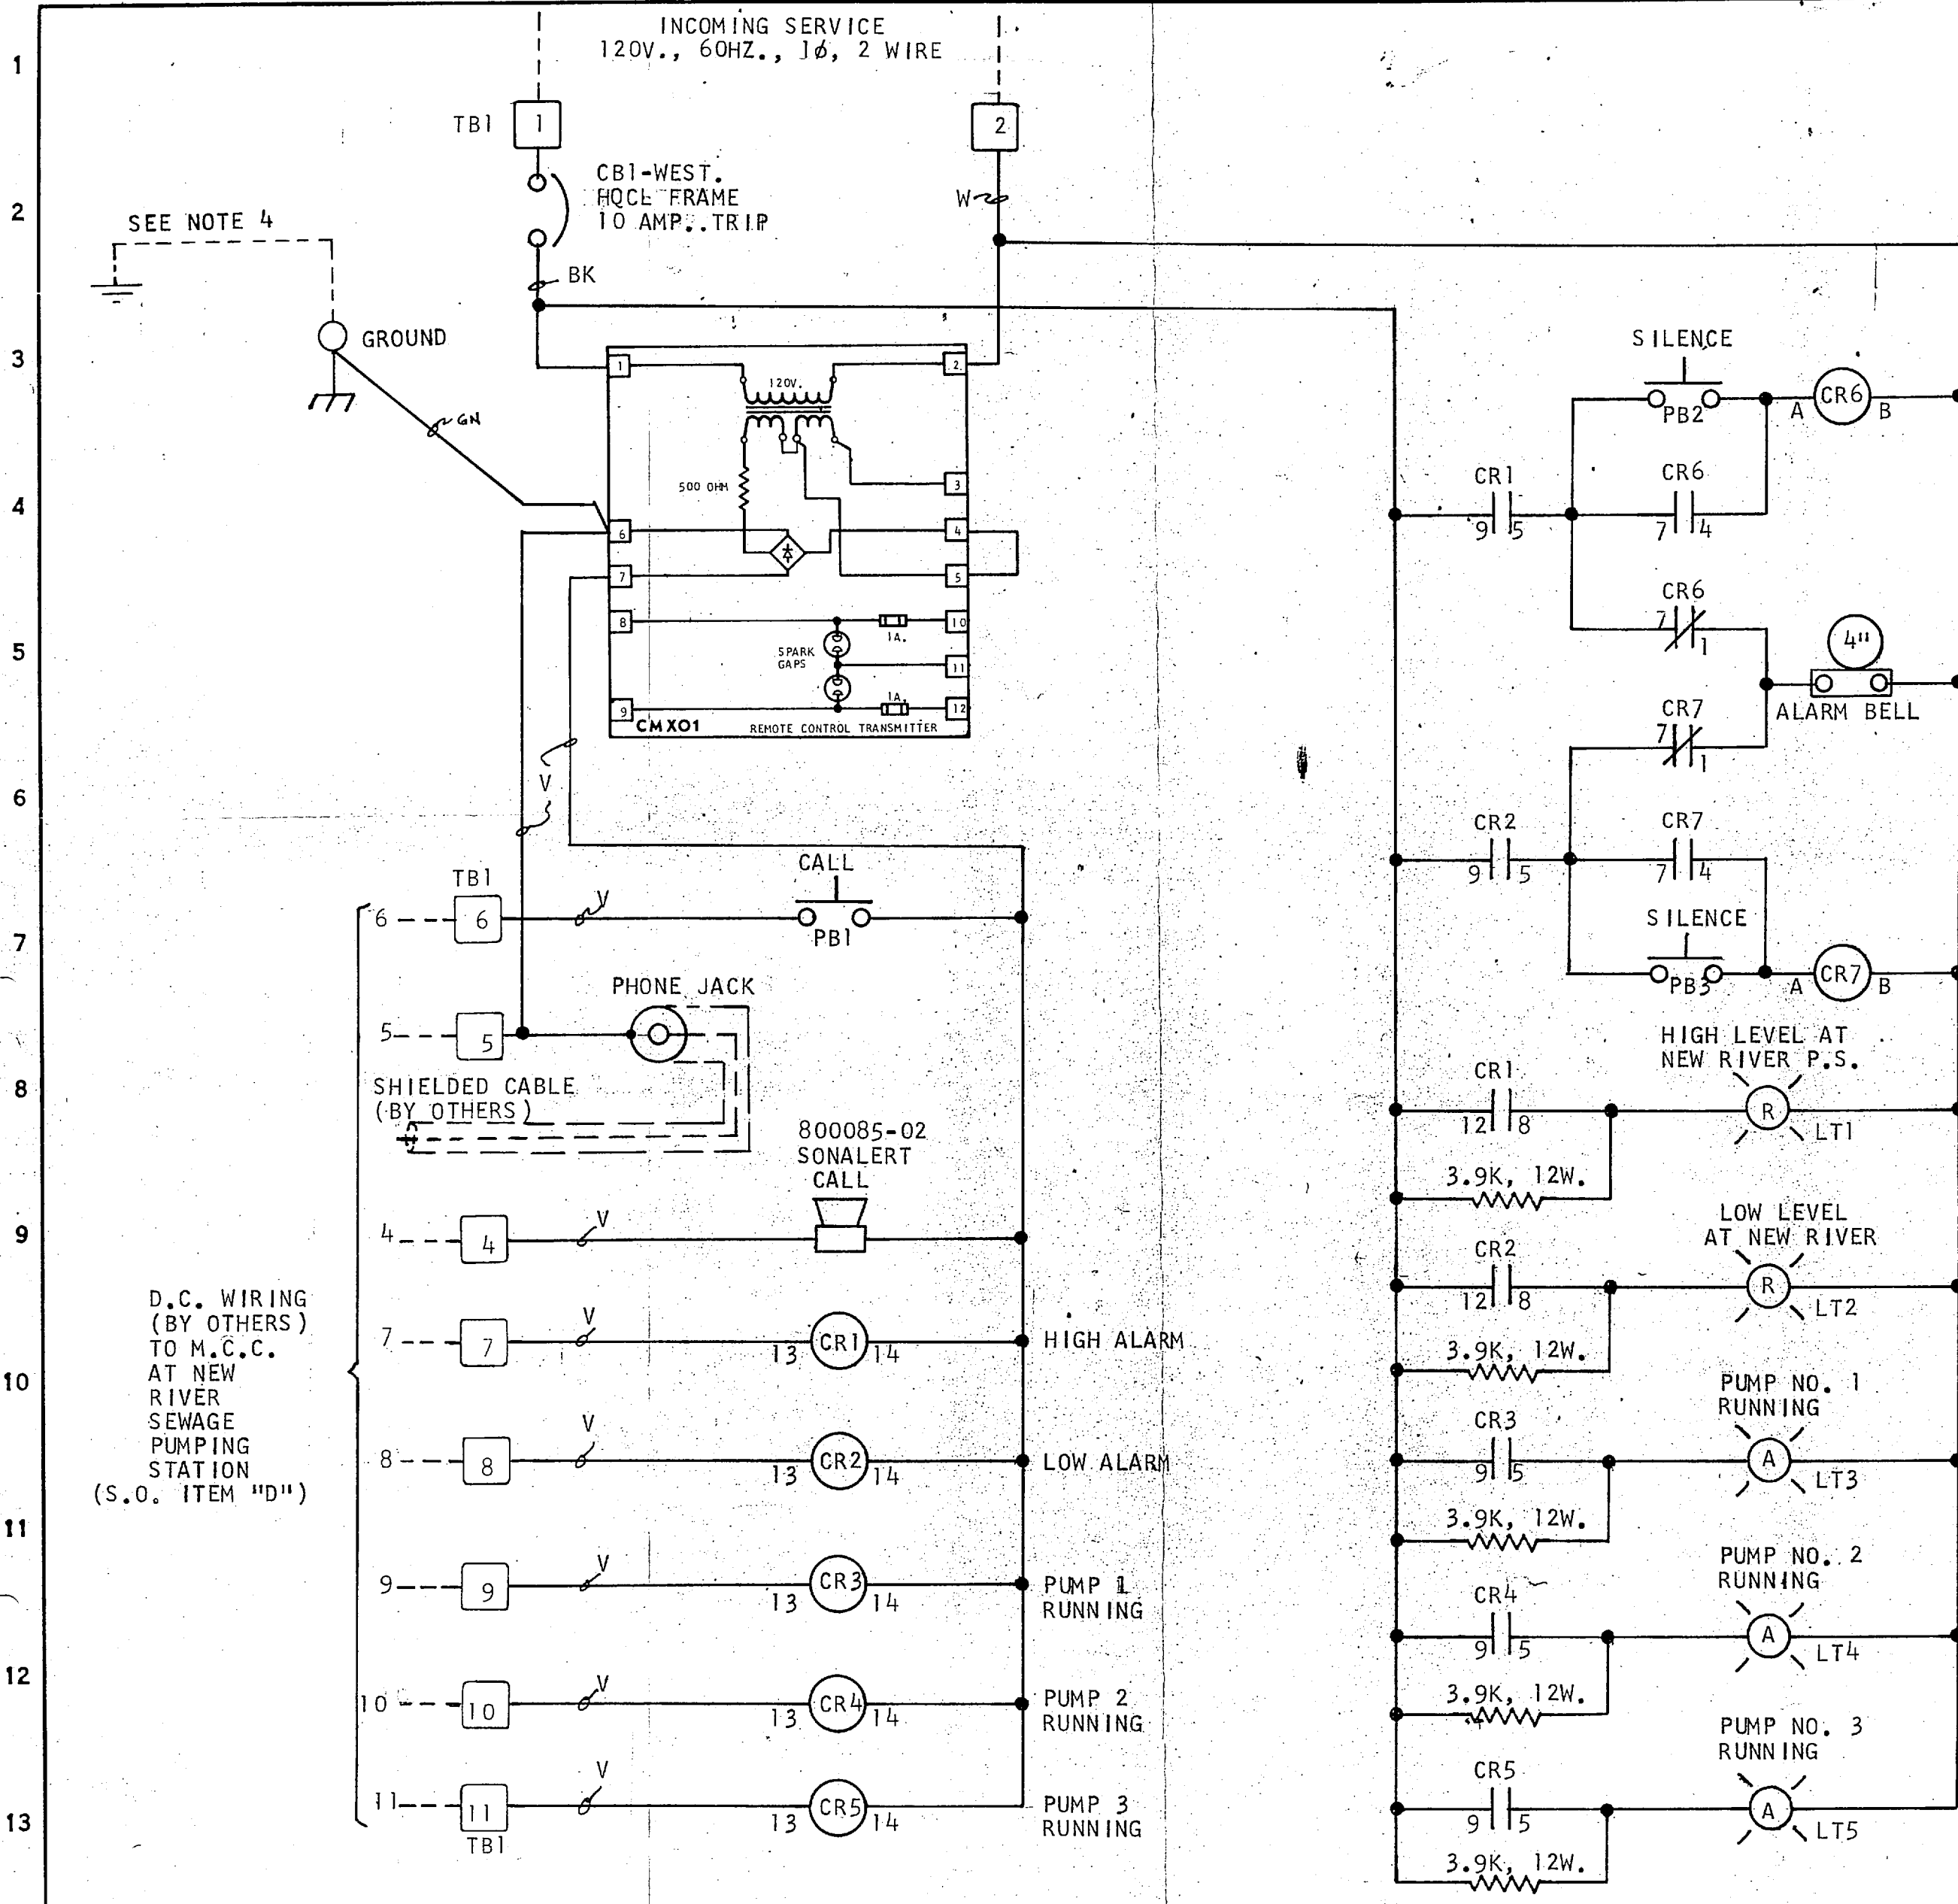 INCOMING SERVICE
120V., 60HZ., 1Ø, 2 WIRE
1
TB1
1
2
CB1-WEST.
HQCL FRAME
10 AMP. TRIP
W
2
SEE NOTE 4
BK
GROUND
3
GN
1
120V.
2
500 OHM
3
4
6
4
7
5
8
1A.
10
SPARK
GAPS
11
9
1A.
12
CMX01
REMOTE CONTROL TRANSMITTER
5
V
6
SILENCE
PB2
A
CR6
B
CR1
9
5
CR6
7
4
CR6
7
1
4"
ALARM BELL
CR7
7
1
CR2
9
5
CR7
7
4
SILENCE
PB3
A
CR7
B
TB1
6
6
V
CALL
PB1
7
PHONE JACK
5
5
SHIELDED CABLE
(BY OTHERS)
8
800085-02
SONALERT
CALL
4
4
V
9
D.C. WIRING
(BY OTHERS)
TO M.C.C.
AT NEW
RIVER
SEWAGE
PUMPING
STATION
(S.O. ITEM "D")
7
7
V
13
CR1
14
HIGH ALARM
10
8
8
V
13
CR2
14
LOW ALARM
11
9
9
V
13
CR3
14
PUMP 1
RUNNING
12
10
10
V
13
CR4
14
PUMP 2
RUNNING
13
11
11
TB1
V
13
CR5
14
PUMP 3
RUNNING
HIGH LEVEL AT
NEW RIVER P.S.
CR1
12
8
R
LT1
3.9K, 12W.
LOW LEVEL
AT NEW RIVER
CR2
12
8
R
LT2
3.9K, 12W.
PUMP NO. 1
RUNNING
CR3
9
5
A
LT3
3.9K, 12W.
PUMP NO. 2
RUNNING
CR4
9
5
A
LT4
3.9K, 12W.
PUMP NO. 3
RUNNING
CR5
9
5
A
LT5
3.9K, 12W.